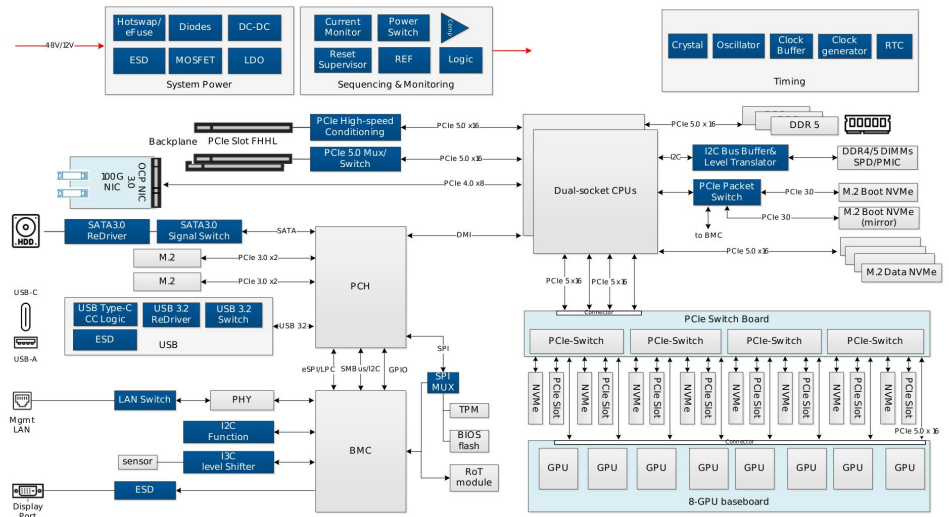 48V/12V
Hotswap/
eFuse
Diodes
DC-DC
ESD
MOSFET
LDO
System Power
Current
Monitor
Power
Switch
Comp
Reset
Supervisor
REF
Logic
Sequencing & Monitoring
Crystal
Oscillator
Clock
Buffer
Clock
generator
RTC
Timing
Backplane
PCIe Slot FHHL
PCIe High-speed
Conditioning
PCIe 5.0 x16
PCIe 5.0 Mux/
Switch
PCIe 5.0 x16
100G
NIC
OCP NIC
3.0
PCIe 4.0 x8
Dual-socket CPUs
PCIe 5.0 x 16
DDR 5
I2C
I2C Bus Buffer&
Level Translator
DDR4/5 DIMMs
SPD/PMIC
PCIe Packet
Switch
PCIe 3.0
M.2 Boot NVMe
to BMC
PCIe 3.0
M.2 Boot NVMe
(mirror)
PCIe 5.0 x16
M.2 Data NVMe
HDD
SATA3.0
ReDriver
SATA3.0
Signal Switch
SATA
DMI
M.2
PCIe 3.0 x2
M.2
PCIe 3.0 x2
PCH
USB-C
USB-A
USB Type-C
CC Logic
USB 3.2
ReDriver
USB 3.2
Switch
ESD
USB
USB 3.2
PCIe 5 x16
PCIe 5 x16
Connector
PCIe Switch Board
PCIe-Switch
PCIe-Switch
PCIe-Switch
PCIe-Switch
NVMe
PCIe Slot
NVMe
PCIe Slot
NVMe
PCIe Slot
NVMe
PCIe Slot
NVMe
PCIe Slot
NVMe
PCIe Slot
NVMe
PCIe Slot
NVMe
PCIe Slot
PCIe 5.0 x 16
Connector
GPU
GPU
GPU
GPU
GPU
GPU
GPU
GPU
8-GPU baseboard
eSPI/LPC
SMBus/I2C
GPIO
SPI
SPI
MUX
TPM
BIOS
flash
RoT
module
Mgmt
LAN
LAN Switch
PHY
I2C
Function
sensor
I3C
level Shifter
BMC
Display
Port
ESD